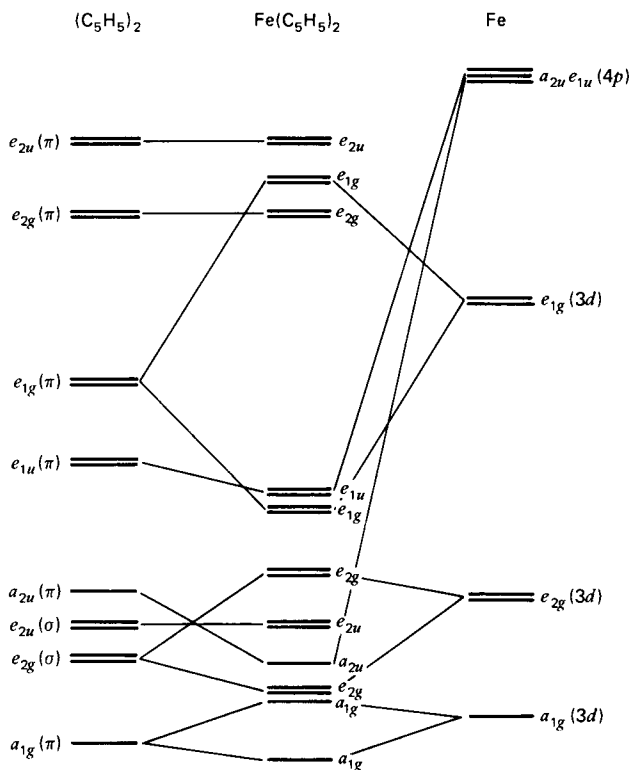 (C₅H₅)₂ Fe(C₅H₅)₂ Fe
a₂ᵤ e₁ᵤ (4p)
e₂ᵤ(π) e₂ᵤ
e₁g
e₂g(π) e₂g
e₁g (3d)
e₁g(π)
e₁ᵤ(π)
e₁ᵤ
e₁g
e₂g
a₂ᵤ(π) e₂g (3d)
e₂ᵤ(σ) e₂ᵤ
e₂g(σ) a₂ᵤ
e₂g
a₁g
a₁g (3d)
a₁g(π)
a₁g